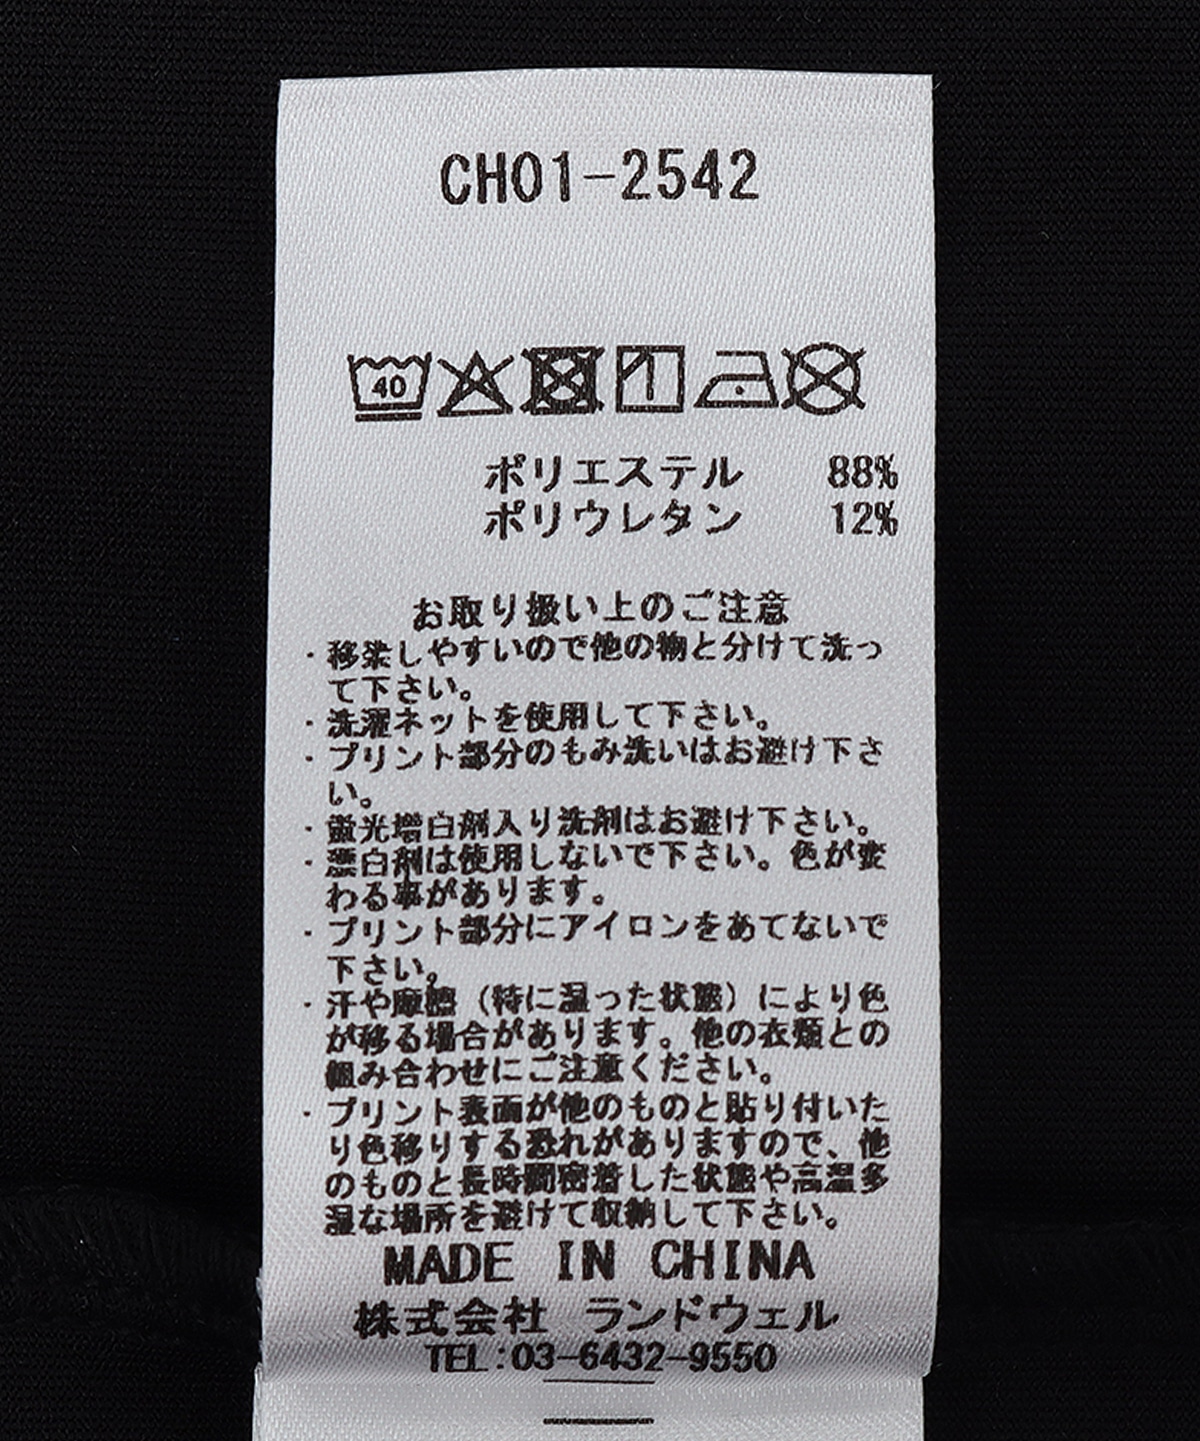 CH01-2542
40
ポリエステル 88%
ポリウレタン 12%
お取り扱い上のご注意
・移染しやすいので他の物と分けて洗っ
て下さい。
・洗濯ネットを使用して下さい。
・プリント部分のもみ洗いはお避け下さ
い。
・蛍光増白剤入り洗剤はお避け下さい。
・漂白剤は使用しないで下さい。色が変
わる事があります。
・プリント部分にアイロンをあてないで
下さい。
・汗や摩擦（特に湿った状態）により色
が移る場合があります。他の衣類との
組み合わせにご注意ください。
・プリント表面が他のものと貼り付いた
り色移りする恐れがありますので、他
のものと長時間密着した状態や高温多
湿な場所を避けて収納して下さい。
MADE IN CHINA
株式会社 ランドウェル
TEL:03-6432-9550